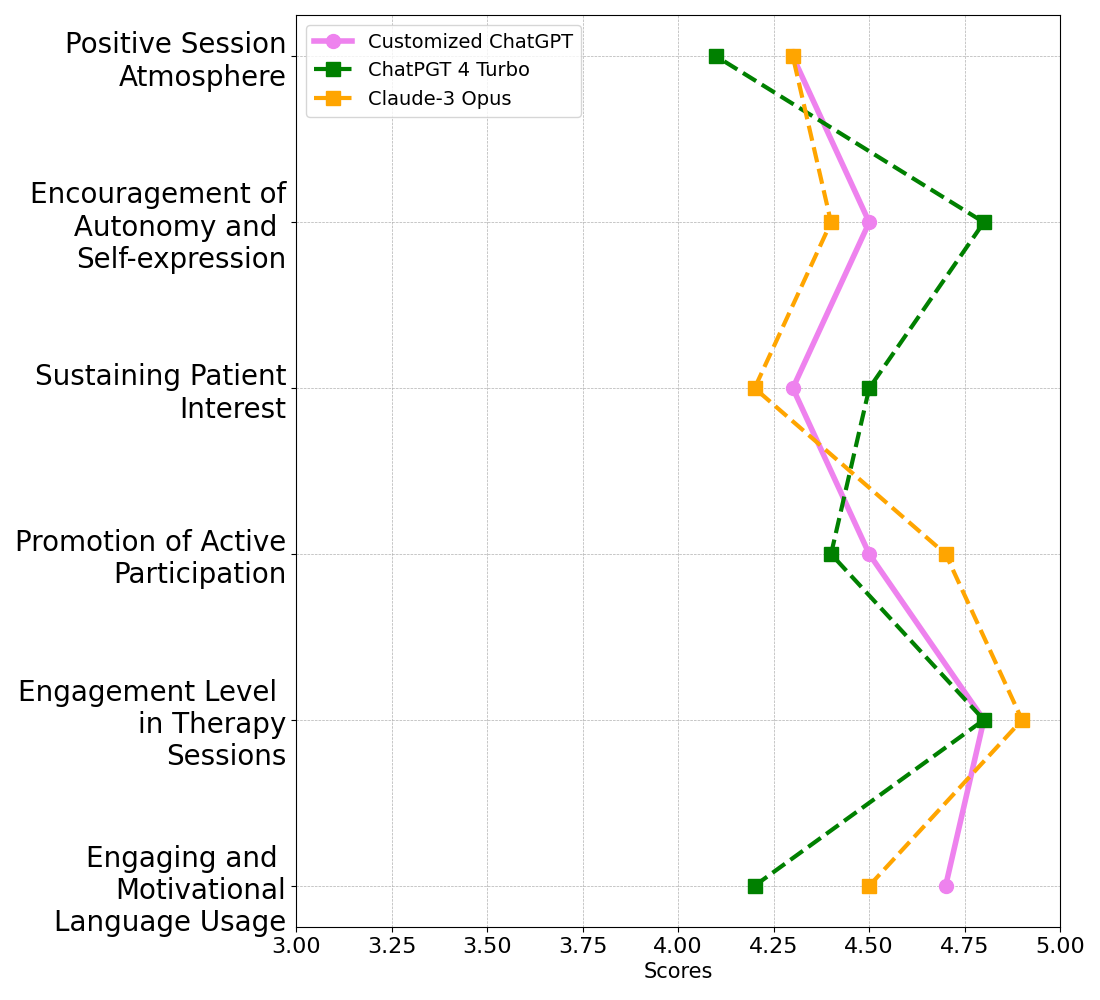 Positive Session
Atmosphere
Encouragement of
Autonomy and
Self-expression
Sustaining Patient
Interest
Promotion of Active
Participation
Engagement Level
in Therapy
Sessions
Engaging and
Motivational
Language Usage
Customized ChatGPT
ChatPGT 4 Turbo
Claude-3 Opus
3.00 3.25 3.50 3.75 4.00 4.25 4.50 4.75 5.00
Scores